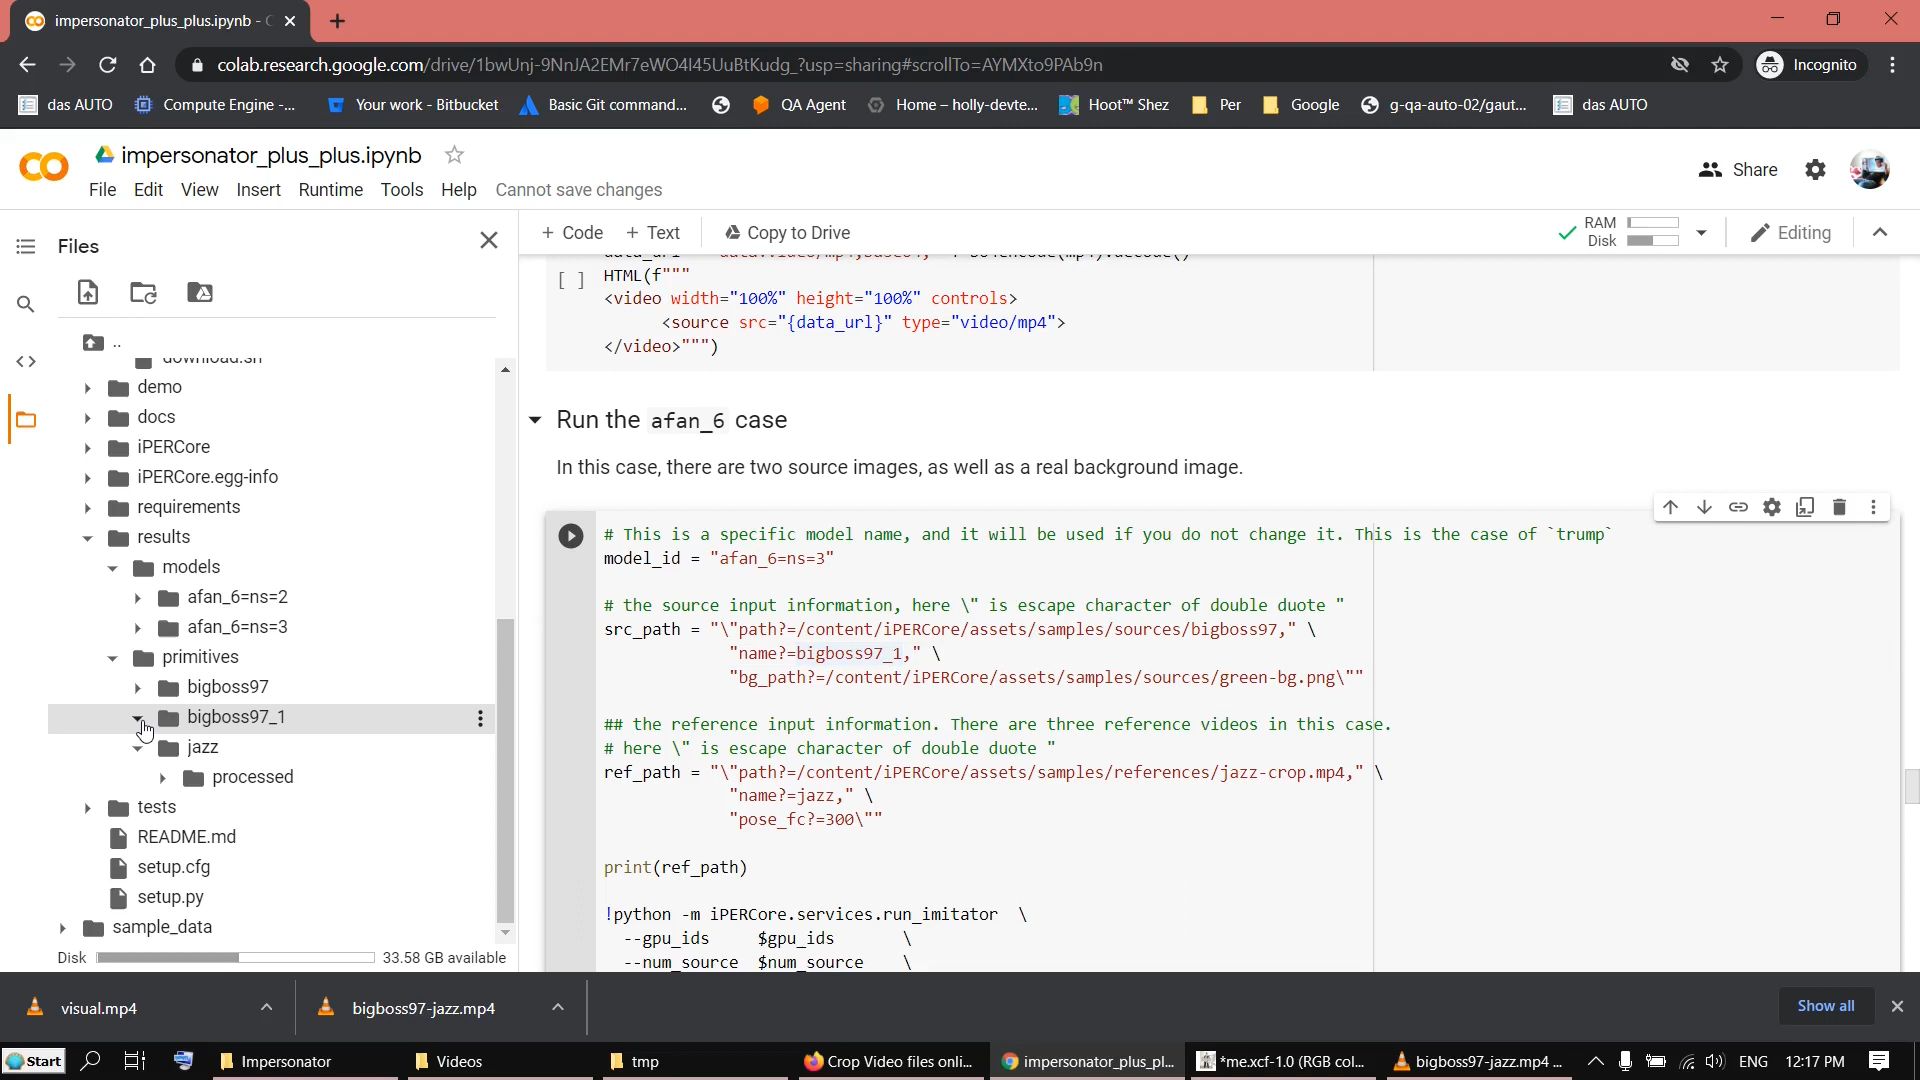 impersonator_plus_plus.ipynb - C
colab.research.google.com/drive/1bwUnj-9NnJA2EMr7eWO4I45UuBtKudg_?usp=sharing#scrollTo=AYMXto9PAb9n
Incognito
das AUTO
Compute Engine -...
Your work - Bitbucket
Basic Git command...
QA Agent
Home – holly-devte...
Hoot™ Shez
Per
Google
g-qa-auto-02/gaut...
das AUTO
impersonator_plus_plus.ipynb
Share
File Edit View Insert Runtime Tools Help Cannot save changes
Files
+ Code + Text Copy to Drive
RAM
Disk
Editing
..
download.sh
demo
docs
iPERCore
iPERCore.egg-info
requirements
results
models
afan_6=ns=2
afan_6=ns=3
primitives
bigboss97
bigboss97_1
jazz
processed
tests
README.md
setup.cfg
setup.py
sample_data
Disk 33.58 GB available
[ ] HTML(f"""
<video width="100%" height="100%" controls>
<source src="{data_url}" type="video/mp4">
</video>""")
Run the afan_6 case
In this case, there are two source images, as well as a real background image.
# This is a specific model name, and it will be used if you do not change it. This is the case of `trump`
model_id = "afan_6=ns=3"
# the source input information, here \" is escape character of double duote "
src_path = "\"path?=/content/iPERCore/assets/samples/sources/bigboss97," \
"name?=bigboss97_1," \
"bg_path?=/content/iPERCore/assets/samples/sources/green-bg.png\""
## the reference input information. There are three reference videos in this case.
# here \" is escape character of double duote "
ref_path = "\"path?=/content/iPERCore/assets/samples/references/jazz-crop.mp4," \
"name?=jazz," \
"pose_fc?=300\""
print(ref_path)
!python -m iPERCore.services.run_imitator \
--gpu_ids $gpu_ids \
--num_source $num_source \
visual.mp4
bigboss97-jazz.mp4
Show all
Start
Impersonator
Videos
tmp
Crop Video files onli...
impersonator_plus_pl...
*me.xcf-1.0 (RGB col...
bigboss97-jazz.mp4 ...
ENG
12:17 PM